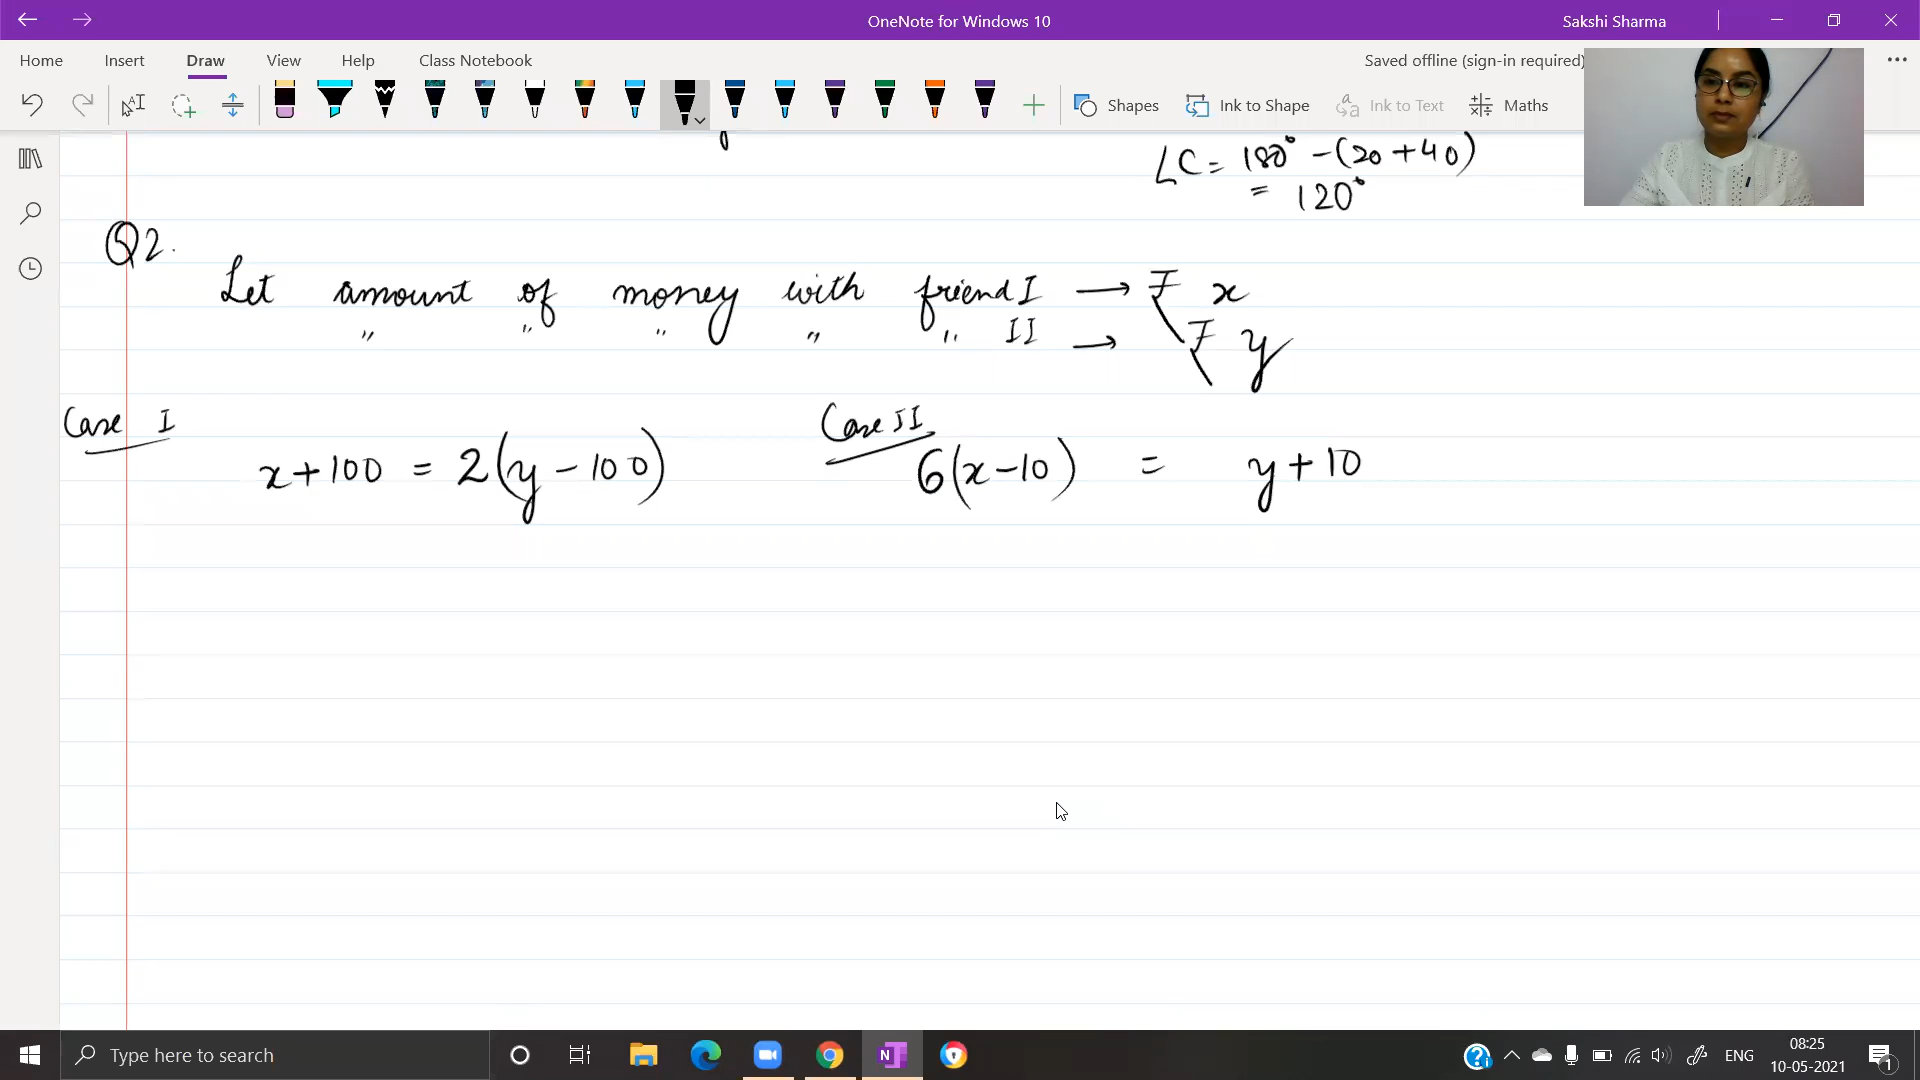 OneNote for Windows 10
Sakshi Sharma
Home Insert Draw View Help Class Notebook
Saved offline (sign-in required)
Shapes Ink to Shape Ink to Text Maths
∠C = 180° - (20 + 40)
= 120°
Q2.
Let amount of money with friend I → ₹ x
" " " " " II → ₹ y
Case I
Case II
x + 100 = 2(y - 100)
6(x - 10) = y + 10
Type here to search
ENG
08:25
10-05-2021
1